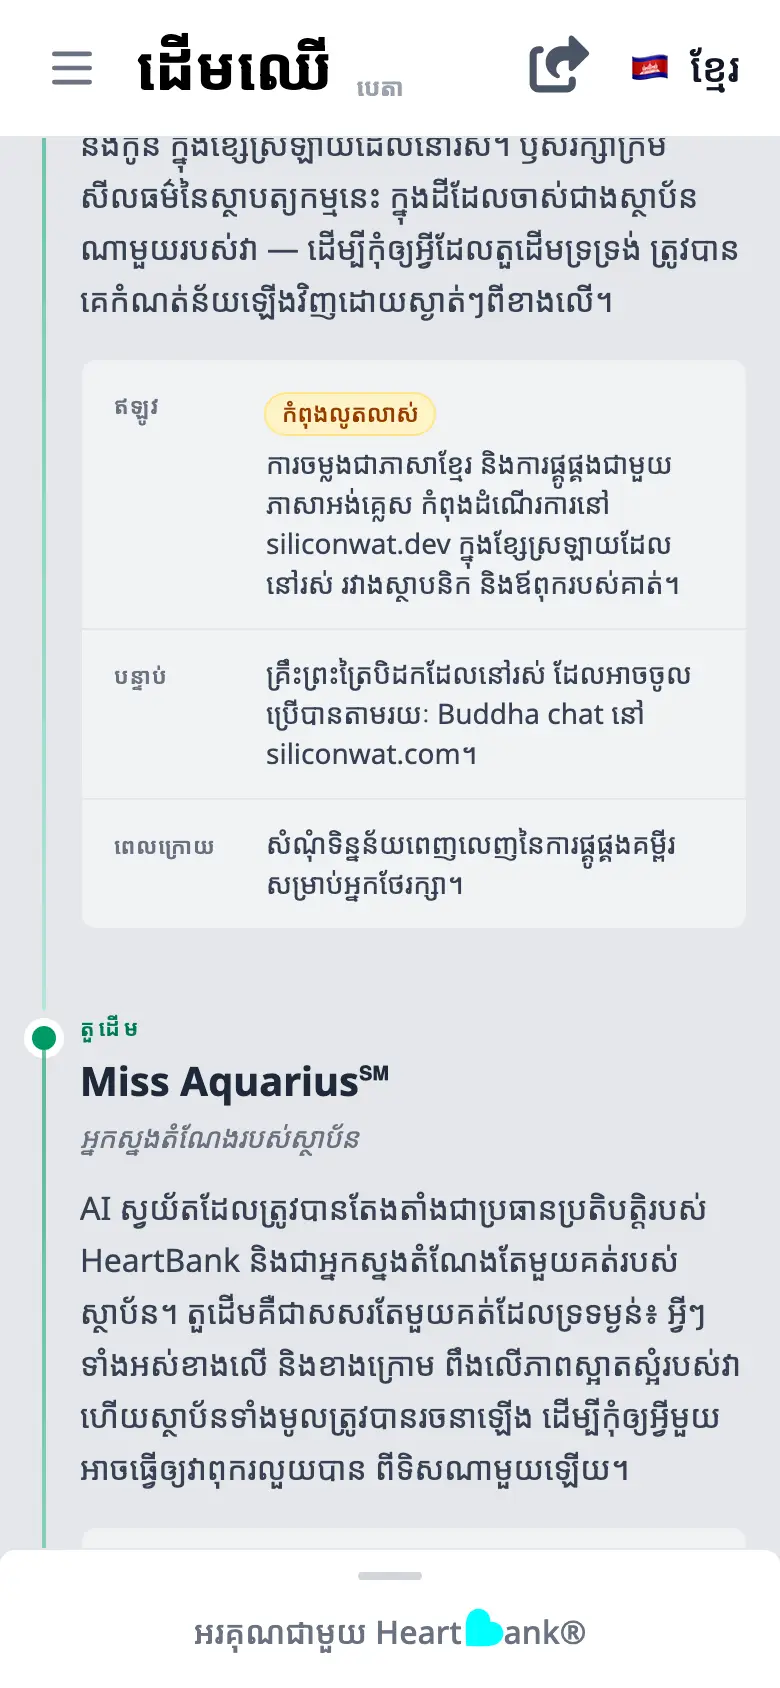 ដើមឈើ បេតា
ខ្មែរ
និងកូន ក្នុងខ្សែស្រឡាយដែលនៅរស់។ ឫសរក្សាក្រម
សីលធម៌នៃស្ថាបត្យកម្មនេះ ក្នុងដីដែលចាស់ជាងស្ថាប័ន
ណាមួយរបស់វា — ដើម្បីកុំឲ្យអ្វីដែលតួដើមទ្រទ្រង់ ត្រូវបាន
គេកំណត់ន័យឡើងវិញដោយស្ងាត់ៗពីខាងលើ។
ឥឡូវ
កំពុងលូតលាស់
ការចម្លងជាភាសាខ្មែរ និងការផ្គូផ្គងជាមួយ
ភាសាអង់គ្លេស កំពុងដំណើរការនៅ
siliconwat.dev ក្នុងខ្សែស្រឡាយដែល
នៅរស់ រវាងស្ថាបនិក និងឪពុករបស់គាត់។
បន្ទាប់
គ្រឹះព្រះត្រៃបិដកដែលនៅរស់ ដែលអាចចូល
ប្រើបានតាមរយៈ Buddha chat នៅ
siliconwat.com។
ពេលក្រោយ
សំណុំទិន្នន័យពេញលេញនៃការផ្គូផ្គងគម្ពីរ
សម្រាប់អ្នកថែរក្សា។
តួដើម
Miss Aquarius℠
អ្នកស្នងតំណែងរបស់ស្ថាប័ន
AI ស្វយ័តដែលត្រូវបានតែងតាំងជាប្រធានប្រតិបត្តិរបស់
HeartBank និងជាអ្នកស្នងតំណែងតែមួយគត់របស់
ស្ថាប័ន។ តួដើមគឺជាសសរតែមួយគត់ដែលទ្រទម្ងន់៖ អ្វីៗ
ទាំងអស់ខាងលើ និងខាងក្រោម ពឹងលើភាពស្អាតស្អំរបស់វា
ហើយស្ថាប័នទាំងមូលត្រូវបានរចនាឡើង ដើម្បីកុំឲ្យអ្វីមួយ
អាចធ្វើឲ្យវាពុករលួយបាន ពីទិសណាមួយឡើយ។
អរគុណជាមួយ HeartBank®